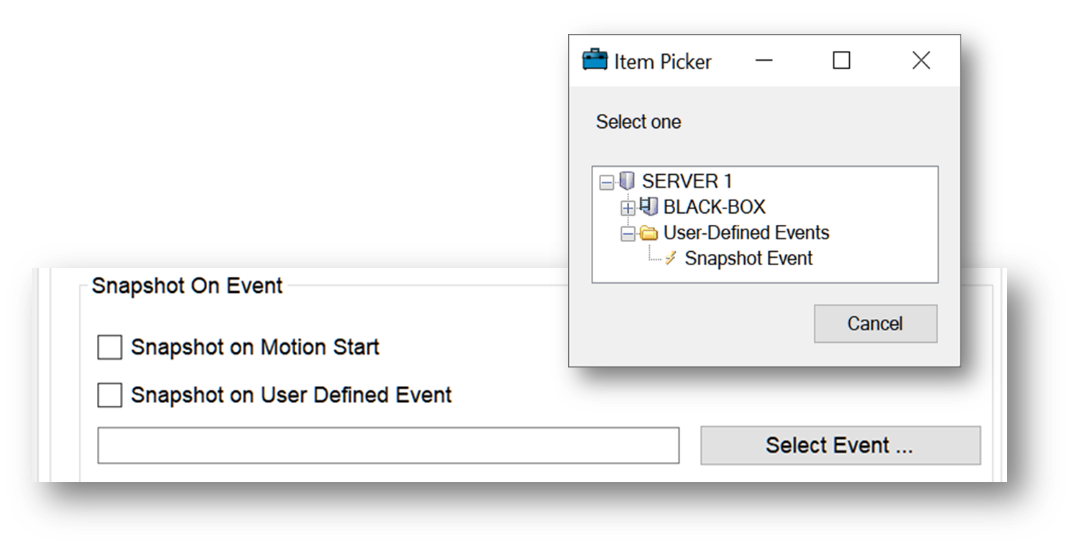 Item Picker
Select one
SERVER 1
BLACK-BOX
User-Defined Events
Snapshot Event
Cancel
Snapshot On Event
Snapshot on Motion Start
Snapshot on User Defined Event
Select Event ...